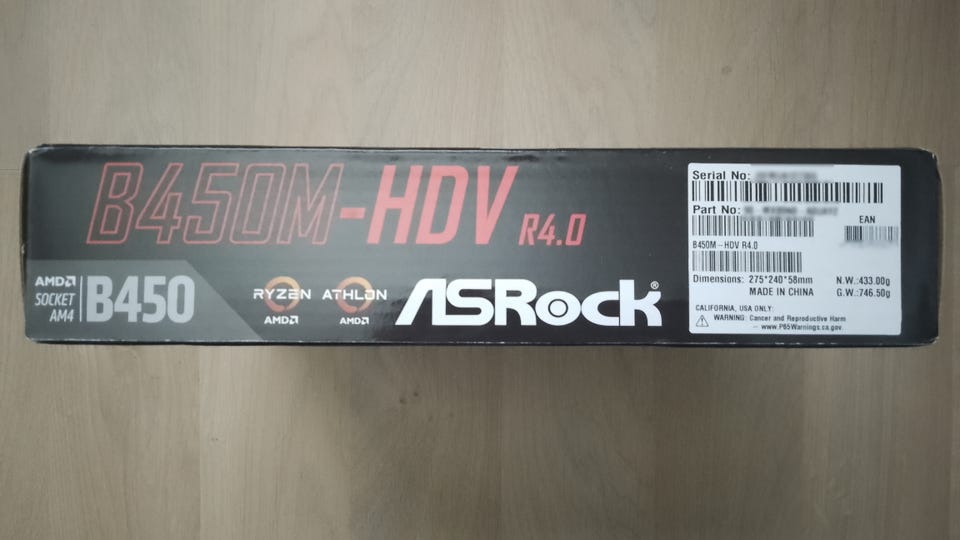 B450M-HDV R4.0
AMD
SOCKET
AM4
B450
RYZEN
AMD
ATHLON
AMD
ASRock®
Serial No:
Part No:
EAN
B450M-HDV R4.0
Dimensions: 275*240*58mm
N.W.:433.00g
MADE IN CHINA
G.W.:746.50g
CALIFORNIA, USA ONLY
WARNING: Cancer and Reproductive Harm
-- www.P65Warnings.ca.gov